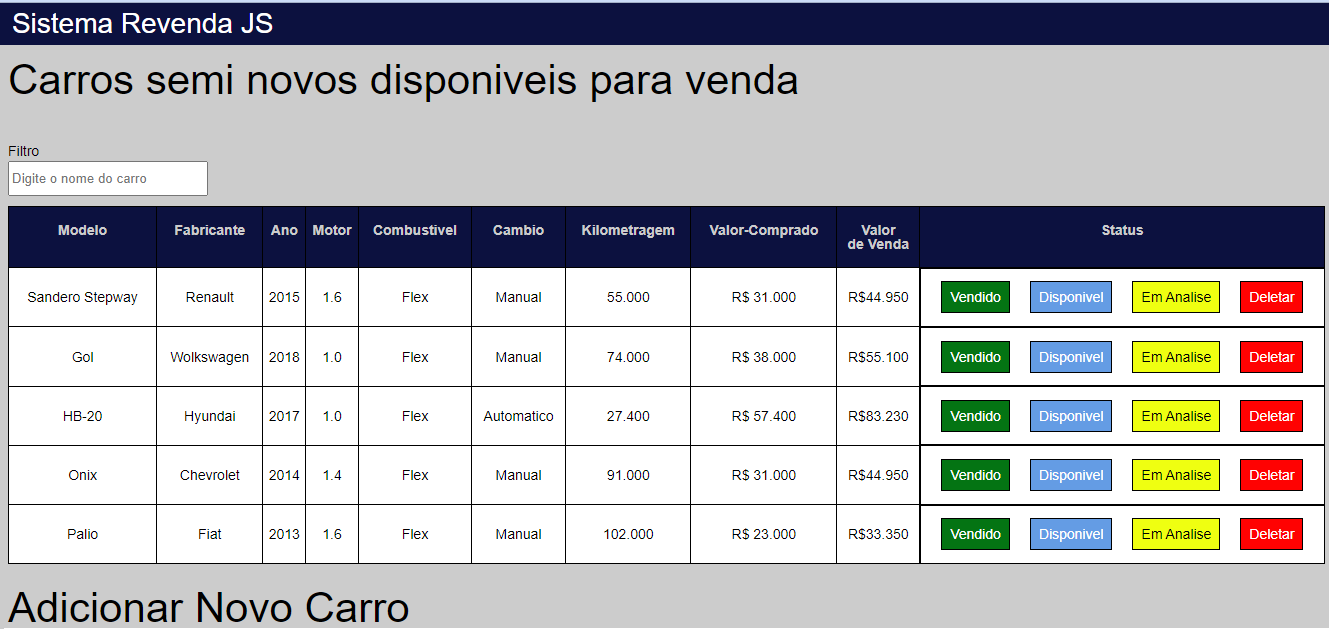 Sistema Revenda JS
Carros semi novos disponiveis para venda
Filtro
Digite o nome do carro
Modelo Fabricante Ano Motor Combustivel Cambio Kilometragem Valor-Comprado Valor de Venda Status
Sandero Stepway Renault 2015 1.6 Flex Manual 55.000 R$ 31.000 R$44.950 Vendido Disponivel Em Analise Deletar
Gol Wolkswagen 2018 1.0 Flex Manual 74.000 R$ 38.000 R$55.100 Vendido Disponivel Em Analise Deletar
HB-20 Hyundai 2017 1.0 Flex Automatico 27.400 R$ 57.400 R$83.230 Vendido Disponivel Em Analise Deletar
Onix Chevrolet 2014 1.4 Flex Manual 91.000 R$ 31.000 R$44.950 Vendido Disponivel Em Analise Deletar
Palio Fiat 2013 1.6 Flex Manual 102.000 R$ 23.000 R$33.350 Vendido Disponivel Em Analise Deletar
Adicionar Novo Carro